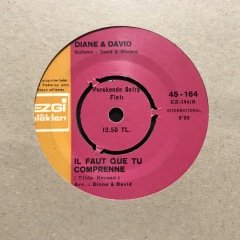 DIANE & DAVID
45-164
Perakende Satış
Fiatı
INTERNATIONAL
EZGİ
plâkları
12.50 TL.
IL FAUT QUE TU
COMPRENNE
Arr. : Diane & David